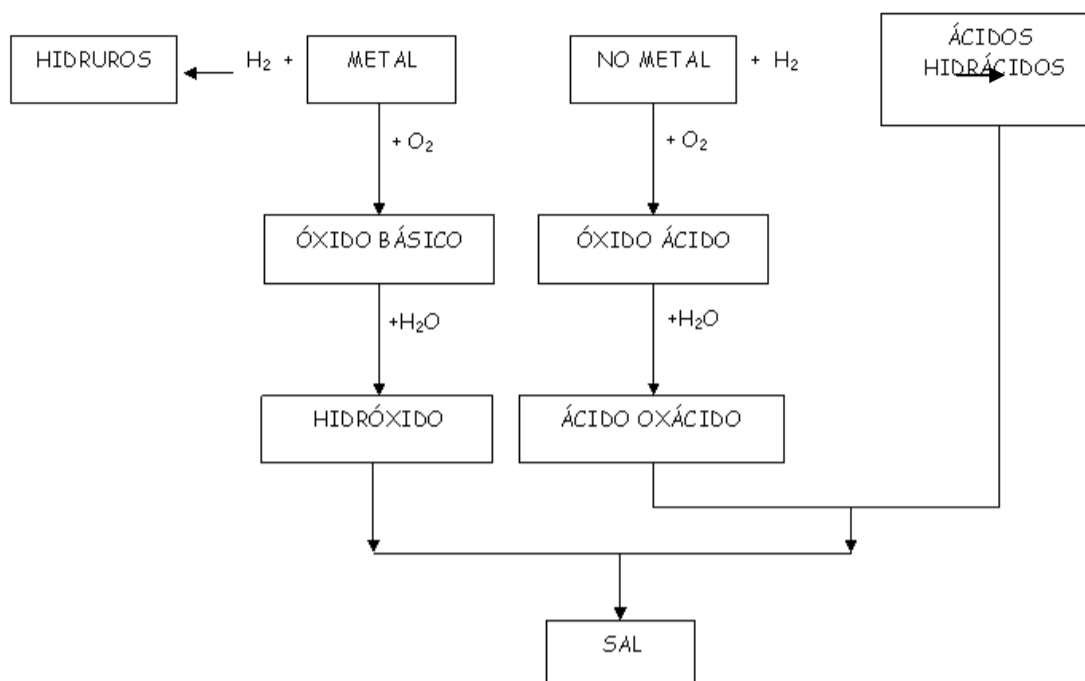 HIDRUROS
H₂ +
METAL
NO METAL
+ H₂
ÁCIDOS
HIDRÁCIDOS
+ O₂
+ O₂
ÓXIDO BÁSICO
ÓXIDO ÁCIDO
+H₂O
+H₂O
HIDRÓXIDO
ÁCIDO OXÁCIDO
SAL